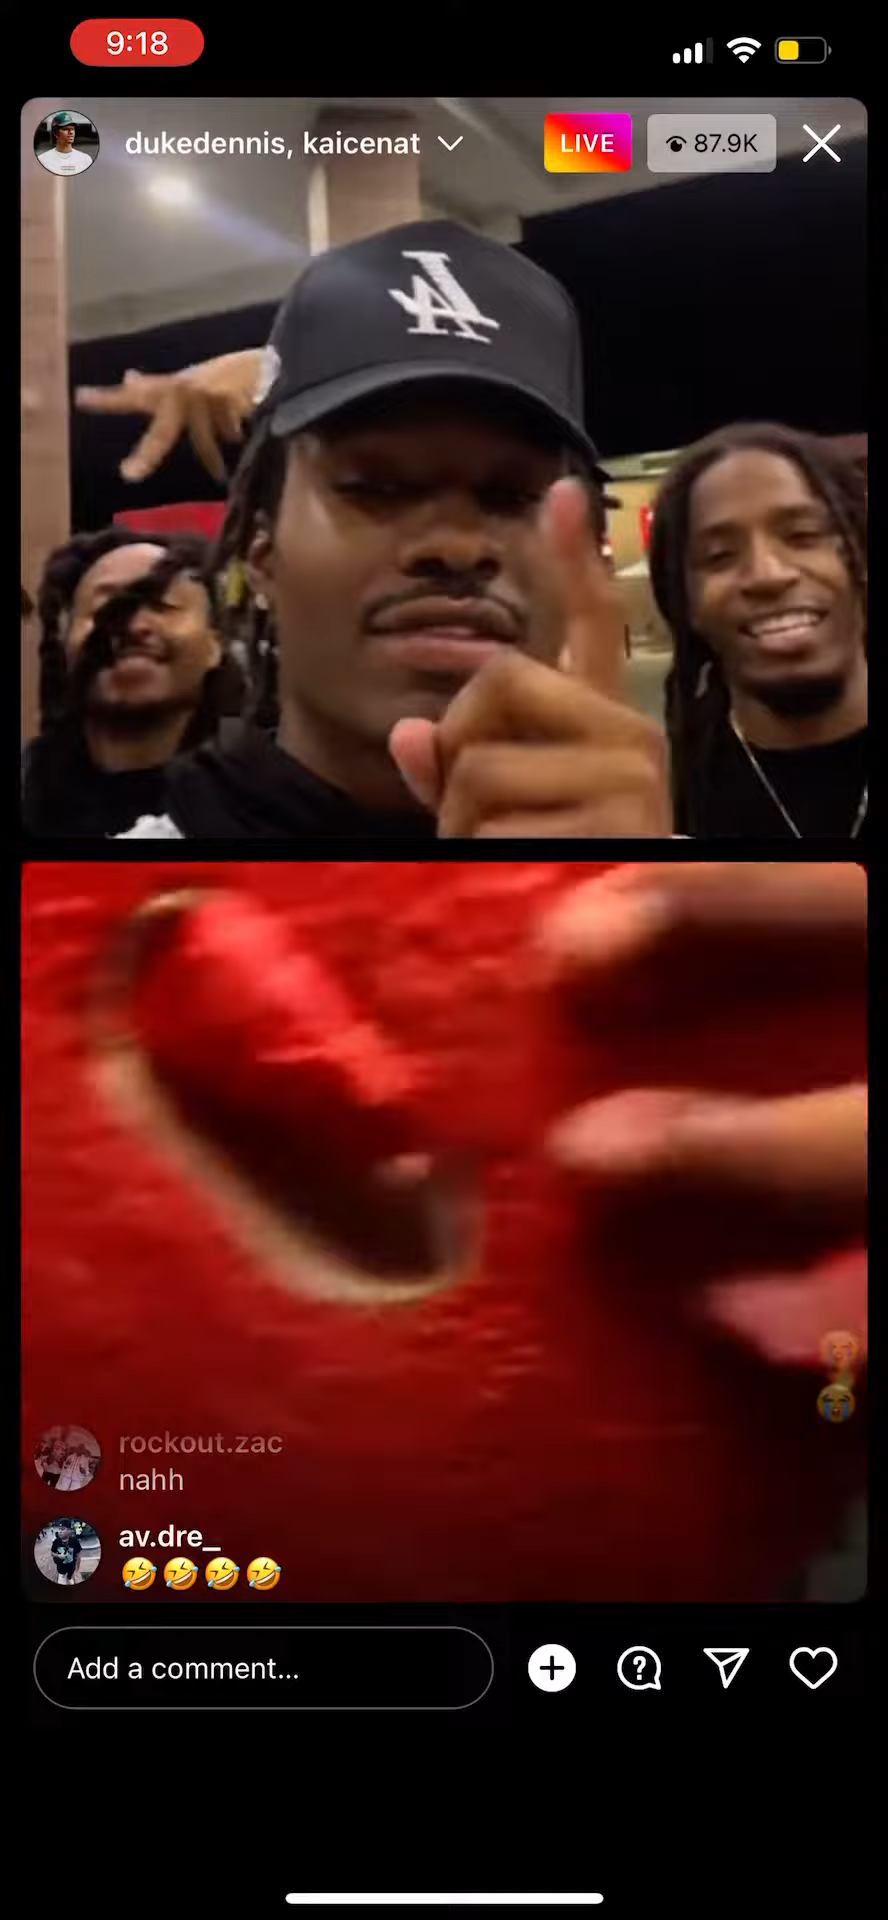 9:18
dukedennis, kaicenat
LIVE
87.9K
LA
rockout.zac
nahh
av.dre_
🤣🤣🤣🤣
Add a comment...